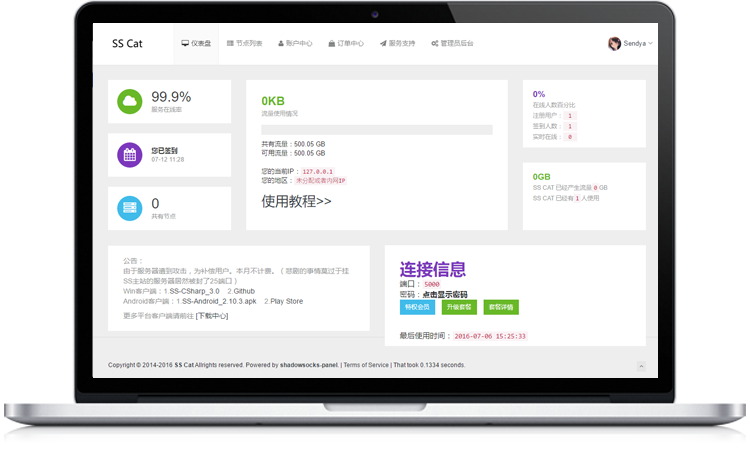 SS Cat
仪表盘
节点列表
账户中心
订单中心
服务支持
管理员后台
Sendya
99.9%
服务在线率
您已签到
07-12 11:28
0
共有节点
0KB
流量使用情况
共有流量：500.05 GB
可用流量：500.05 GB
您的当前IP：127.0.0.1
您的地区：未分配或者内网IP
使用教程>>
0%
在线人数百分比
注册用户：1
签到人数：1
实时在线：0
0GB
SS CAT 已经产生流量 0 GB
SS CAT 已经有 1 人使用
公告：
由于服务器遭到攻击，为补偿用户。本月不计费。（悲剧的事情莫过于挂
SS主站的服务器居然被封了25端口）
Win客户端：1.SS-CSharp_3.0 2.Github
Android客户端：1.SS-Android_2.10.3.apk 2.Play Store
更多平台客户端请前往 [下载中心]
连接信息
端口：5000
密码：点击显示密码
特权会员
升级套餐
套餐详情
最后使用时间：2016-07-06 15:25:33
Copyright © 2014-2016 SS Cat Allrights reserved. Powered by shadowsocks-panel. | Terms of Service | That took 0.1334 seconds.